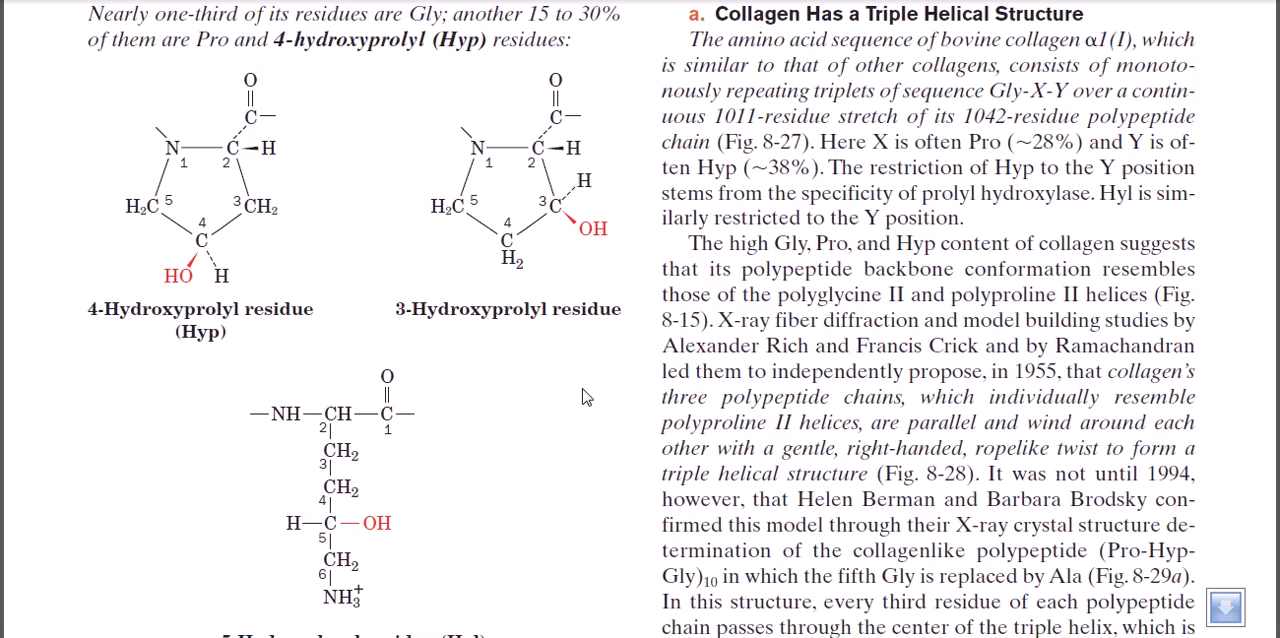 Nearly one-third of its residues are Gly; another 15 to 30%
of them are Pro and 4-hydroxyprolyl (Hyp) residues:
O
C
N C H
1 2
H₂C 5 3 CH₂
4
C
HO H
4-Hydroxyprolyl residue
(Hyp)
O
C
N C H
1 2
H
H₂C 5 3 C
OH
4
C
H₂
3-Hydroxyprolyl residue
O
—NH—CH—C—
2 1
CH₂
3
CH₂
4
H—C—OH
5
CH₂
6
NH₃⁺
a. Collagen Has a Triple Helical Structure
The amino acid sequence of bovine collagen α1(I), which
is similar to that of other collagens, consists of monoto-
nously repeating triplets of sequence Gly-X-Y over a contin-
uous 1011-residue stretch of its 1042-residue polypeptide
chain (Fig. 8-27). Here X is often Pro (~28%) and Y is of-
ten Hyp (~38%). The restriction of Hyp to the Y position
stems from the specificity of prolyl hydroxylase. Hyl is sim-
ilarly restricted to the Y position.
The high Gly, Pro, and Hyp content of collagen suggests
that its polypeptide backbone conformation resembles
those of the polyglycine II and polyproline II helices (Fig.
8-15). X-ray fiber diffraction and model building studies by
Alexander Rich and Francis Crick and by Ramachandran
led them to independently propose, in 1955, that collagen's
three polypeptide chains, which individually resemble
polyproline II helices, are parallel and wind around each
other with a gentle, right-handed, ropelike twist to form a
triple helical structure (Fig. 8-28). It was not until 1994,
however, that Helen Berman and Barbara Brodsky con-
firmed this model through their X-ray crystal structure de-
termination of the collagenlike polypeptide (Pro-Hyp-
Gly)₁₀ in which the fifth Gly is replaced by Ala (Fig. 8-29a).
In this structure, every third residue of each polypeptide
chain passes through the center of the triple helix, which is